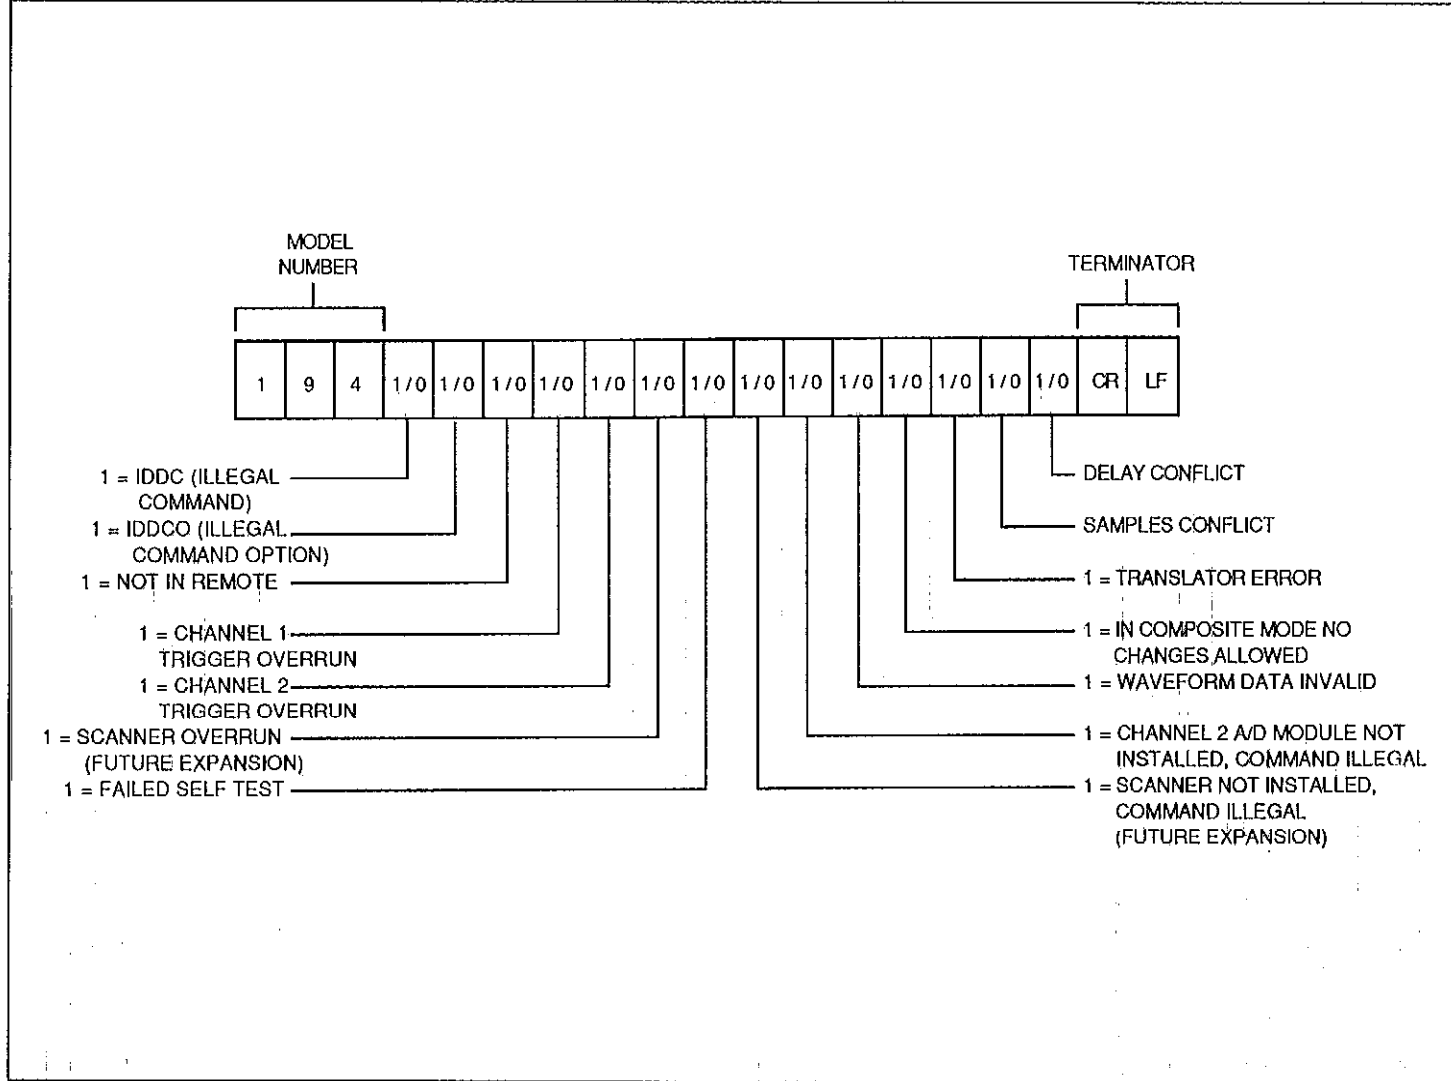 MODEL
NUMBER
TERMINATOR
1 9 4 1/0 1/0 1/0 1/0 1/0 1/0 1/0 1/0 1/0 1/0 1/0 1/0 1/0 1/0 CR LF
1 = IDDC (ILLEGAL
COMMAND)
1 = IDDCO (ILLEGAL
COMMAND OPTION)
1 = NOT IN REMOTE
1 = CHANNEL 1
TRIGGER OVERRUN
1 = CHANNEL 2
TRIGGER OVERRUN
1 = SCANNER OVERRUN
(FUTURE EXPANSION)
1 = FAILED SELF TEST
DELAY CONFLICT
SAMPLES CONFLICT
1 = TRANSLATOR ERROR
1 = IN COMPOSITE MODE NO
CHANGES ALLOWED
1 = WAVEFORM DATA INVALID
1 = CHANNEL 2 A/D MODULE NOT
INSTALLED, COMMAND ILLEGAL
1 = SCANNER NOT INSTALLED,
COMMAND ILLEGAL
(FUTURE EXPANSION)